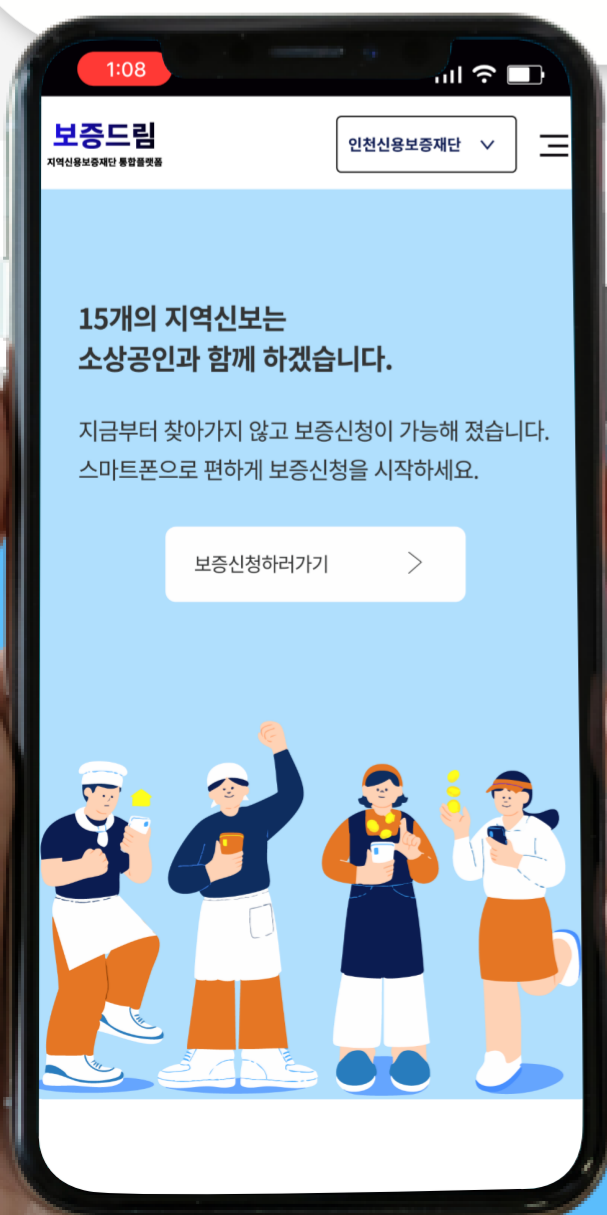 1:08
보증드림
지역신용보증재단 통합플랫폼
인천신용보증재단
15개의 지역신보는
소상공인과 함께 하겠습니다.
지금부터 찾아가지 않고 보증신청이 가능해 졌습니다.
스마트폰으로 편하게 보증신청을 시작하세요.
보증신청하러가기